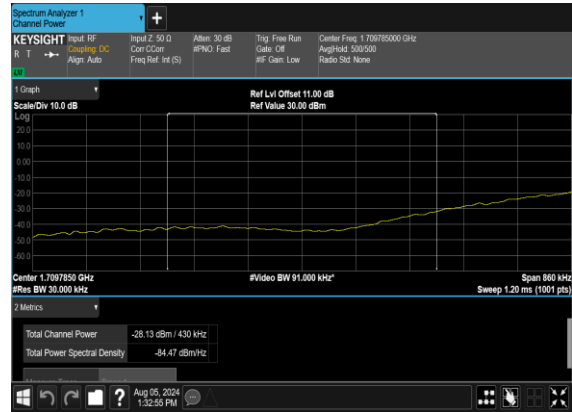 Spectrum Analyzer 1
Channel Power
+
KEYSIGHT Input: RF Input Z: 50 Ω Atten: 30 dB Trig: Free Run Center Freq: 1.709785000 GHz
R T Coupling: DC Corr CCorr #PNO: Fast Gate: Off Avg|Hold: 500/500
Align: Auto Freq Ref: Int (S) #IF Gain: Low Radio Std: None
1 Graph
Ref Lvl Offset 11.00 dB
Scale/Div 10.0 dB Ref Value 30.00 dBm
Log
20.0
10.0
0.00
-10.0
-20.0
-30.0
-40.0
-50.0
-60.0
Center 1.7097850 GHz #Video BW 91.000 kHz* Span 860 kHz
#Res BW 30.000 kHz Sweep 1.20 ms (1001 pts)
2 Metrics
Total Channel Power -28.13 dBm / 430 kHz
Total Power Spectral Density -84.47 dBm/Hz
? Aug 05, 2024
1:32:55 PM